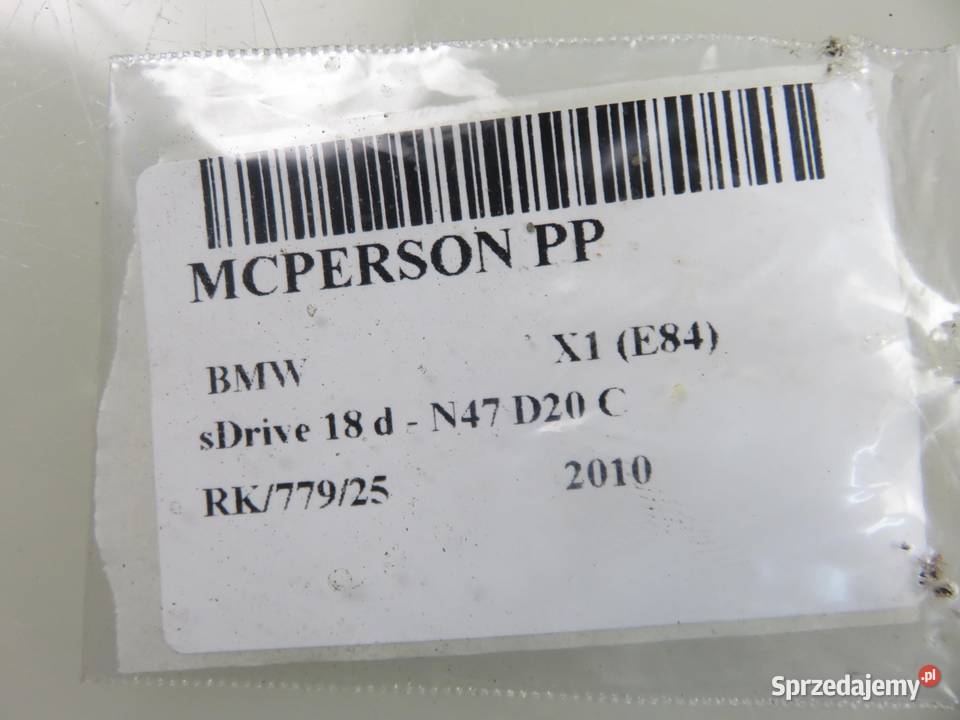 MCPERSON PP
BMW X1 (E84)
sDrive 18 d - N47 D20 C
RK/779/25 2010
Sprzedajemy.pl